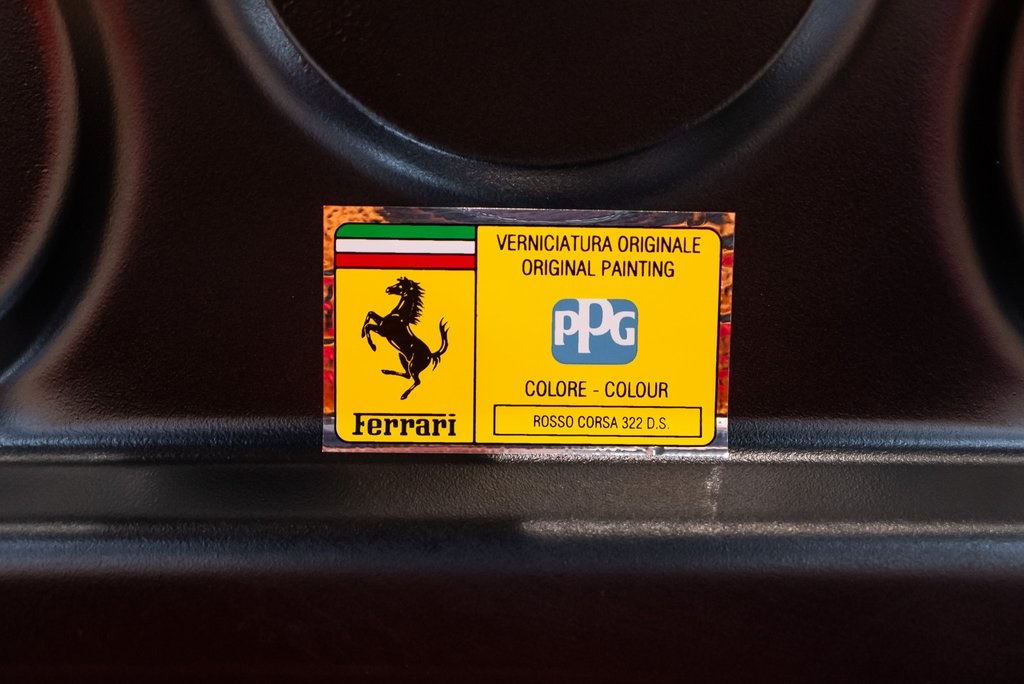 VERNICIATURA ORIGINALE
ORIGINAL PAINTING
PPG
COLORE - COLOUR
ROSSO CORSA 322 D.S.
Ferrari